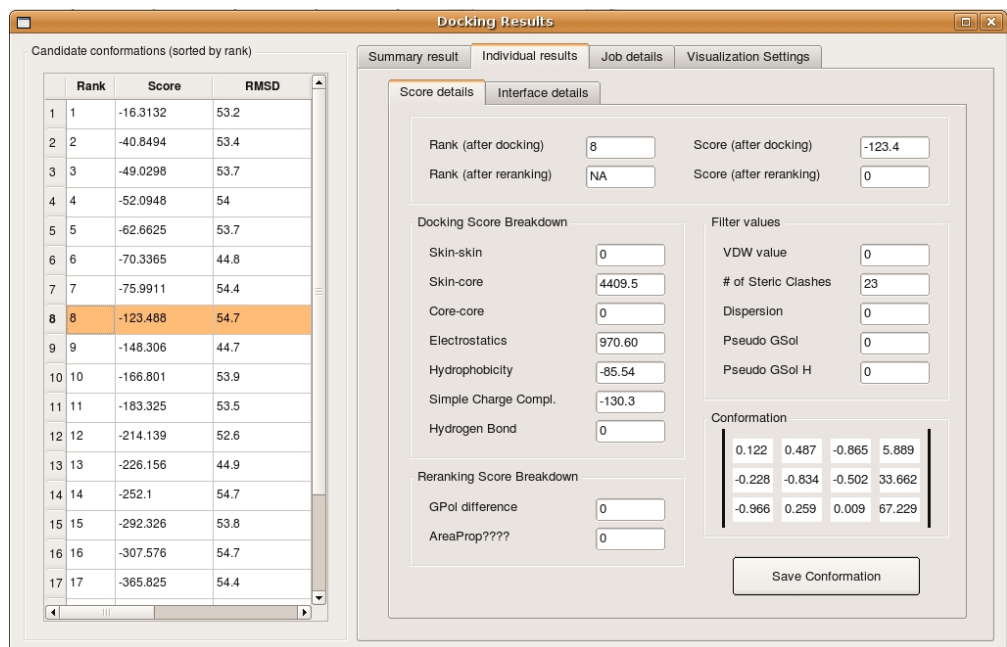 Docking Results
Candidate conformations (sorted by rank)
Rank Score RMSD
1 1 -16.3132 53.2
2 2 -40.8494 53.4
3 3 -49.0298 53.7
4 4 -52.0948 54
5 5 -62.6625 53.7
6 6 -70.3365 44.8
7 7 -75.9911 54.4
8 8 -123.488 54.7
9 9 -148.306 44.7
10 10 -166.801 53.9
11 11 -183.325 53.5
12 12 -214.139 52.6
13 13 -226.156 44.9
14 14 -252.1 54.7
15 15 -292.326 53.8
16 16 -307.576 54.7
17 17 -365.825 54.4
Summary result Individual results Job details Visualization Settings
Score details Interface details
Rank (after docking) 8 Score (after docking) -123.4
Rank (after reranking) NA Score (after reranking) 0
Docking Score Breakdown
Skin-skin 0
Skin-core 4409.5
Core-core 0
Electrostatics 970.60
Hydrophobicity -85.54
Simple Charge Compl. -130.3
Hydrogen Bond 0
Reranking Score Breakdown
GPol difference 0
AreaProp???? 0
Filter values
VDW value 0
# of Steric Clashes 23
Dispersion 0
Pseudo GSol 0
Pseudo GSol H 0
Conformation
0.122 0.487 -0.865 5.889
-0.228 -0.834 -0.502 33.662
-0.966 0.259 0.009 67.229
Save Conformation